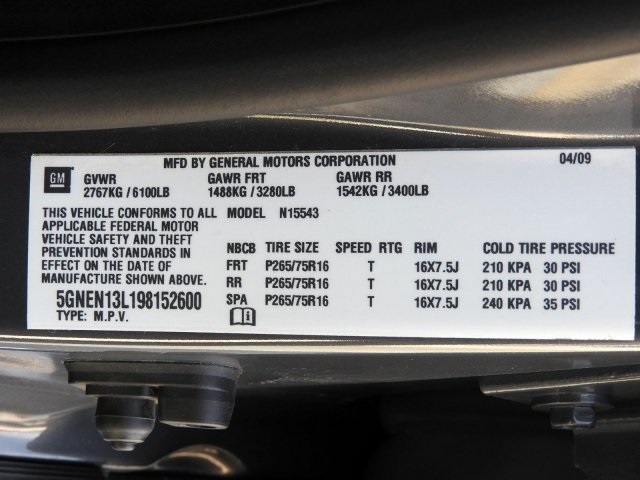 MFD BY GENERAL MOTORS CORPORATION 04/09
GM
GVWR GAWR FRT GAWR RR
2767KG / 6100LB 1488KG / 3280LB 1542KG / 3400LB
THIS VEHICLE CONFORMS TO ALL MODEL N15543
APPLICABLE FEDERAL MOTOR
VEHICLE SAFETY AND THEFT
PREVENTION STANDARDS IN NBCB TIRE SIZE SPEED RTG RIM COLD TIRE PRESSURE
IN EFFECT ON THE DATE OF FRT P265/75R16 T 16X7.5J 210 KPA 30 PSI
MANUFACTURE SHOWN ABOVE. RR P265/75R16 T 16X7.5J 210 KPA 30 PSI
5GNEN13L198152600 SPA P265/75R16 T 16X7.5J 240 KPA 35 PSI
TYPE: M.P.V.